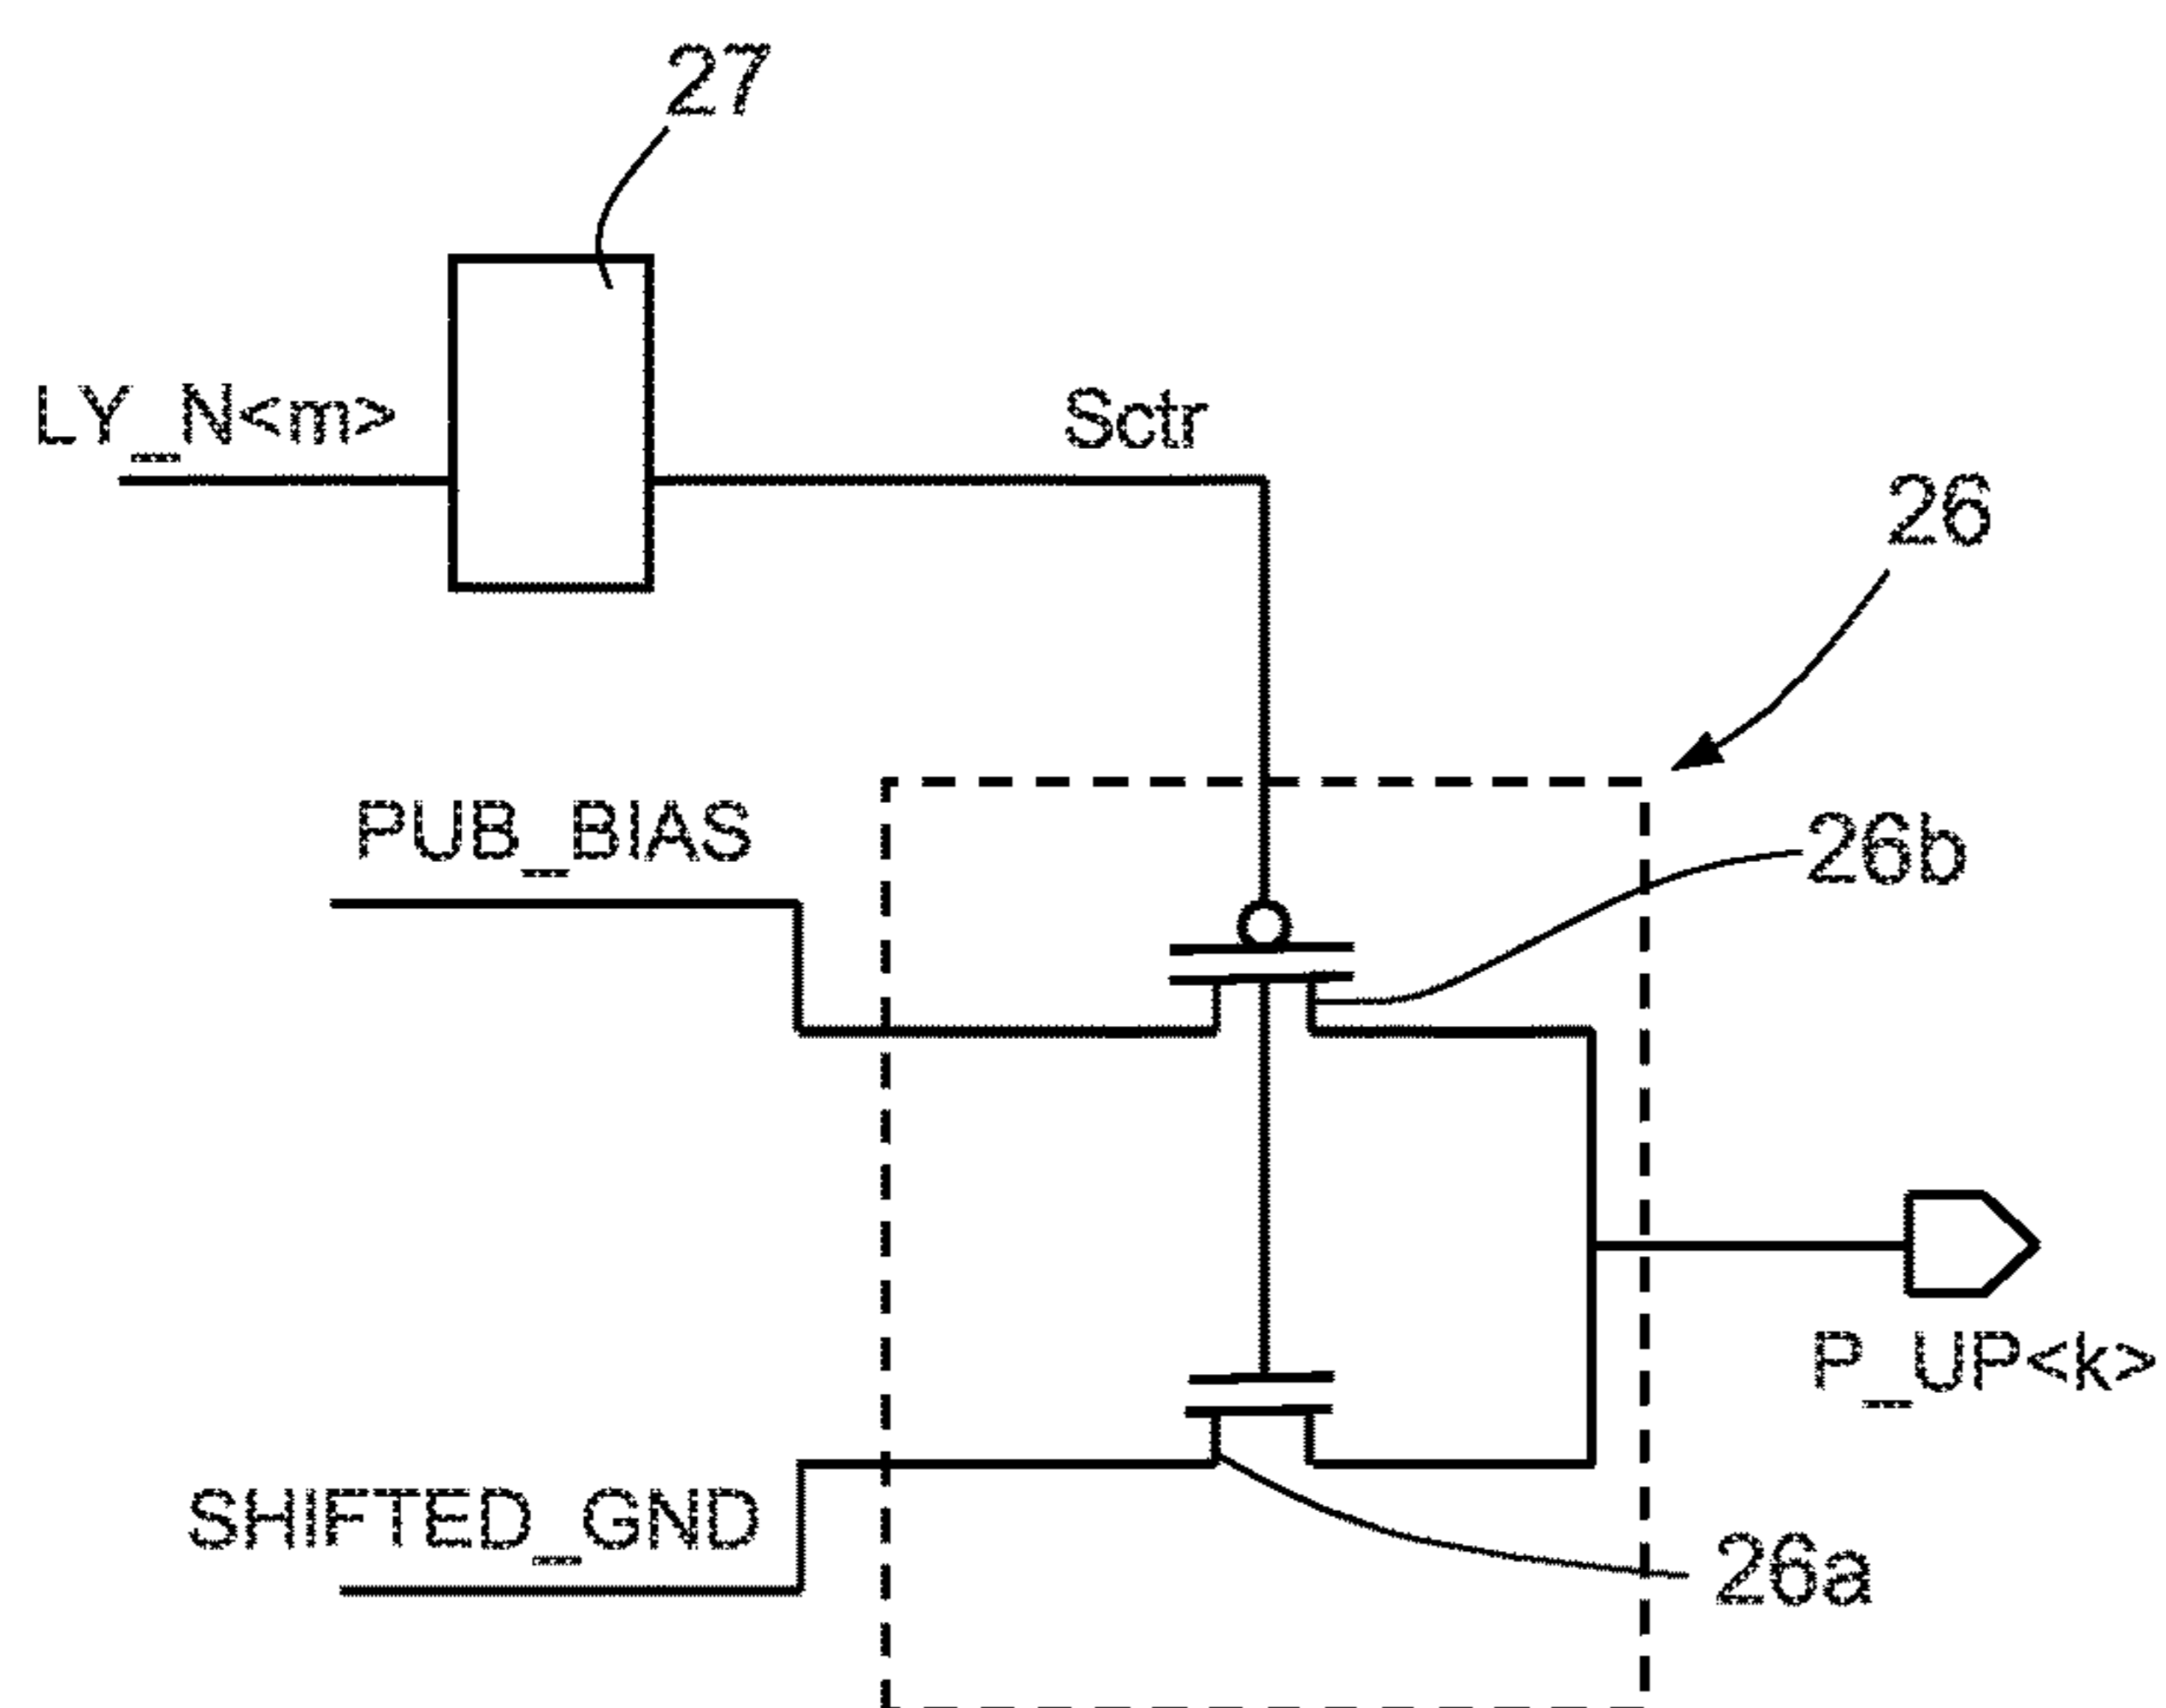 27
LY_N<m>
Sctr
26
PUB_BIAS
26b
P_UP<k>
SHIFTED_GND
26a